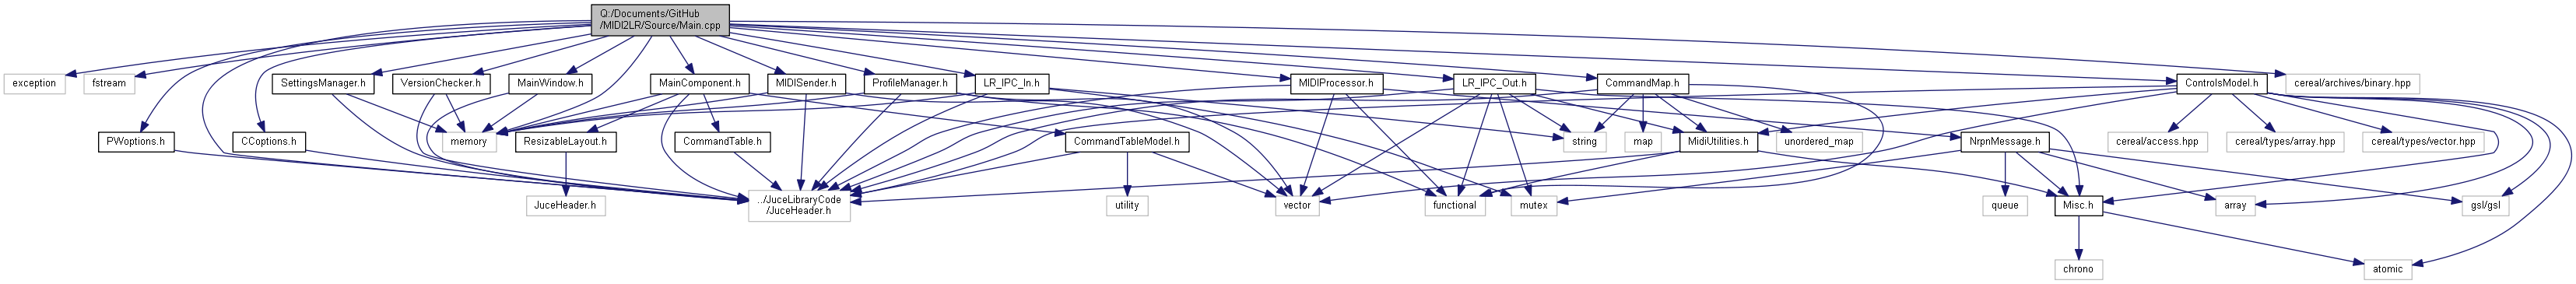 Q:/Documents/GitHub
/MIDI2LR/Source/Main.cpp
exception
fstream
SettingsManager.h
VersionChecker.h
MainWindow.h
MainComponent.h
MIDISender.h
ProfileManager.h
LR_IPC_In.h
MIDIProcessor.h
LR_IPC_Out.h
CommandMap.h
ControlsModel.h
cereal/archives/binary.hpp
PWoptions.h
CCoptions.h
memory
ResizableLayout.h
CommandTable.h
CommandTableModel.h
string
map
MidiUtilities.h
unordered_map
NrpnMessage.h
cereal/access.hpp
cereal/types/array.hpp
cereal/types/vector.hpp
JuceHeader.h
../JuceLibraryCode
/JuceHeader.h
utility
vector
functional
mutex
queue
Misc.h
array
gsl/gsl
chrono
atomic